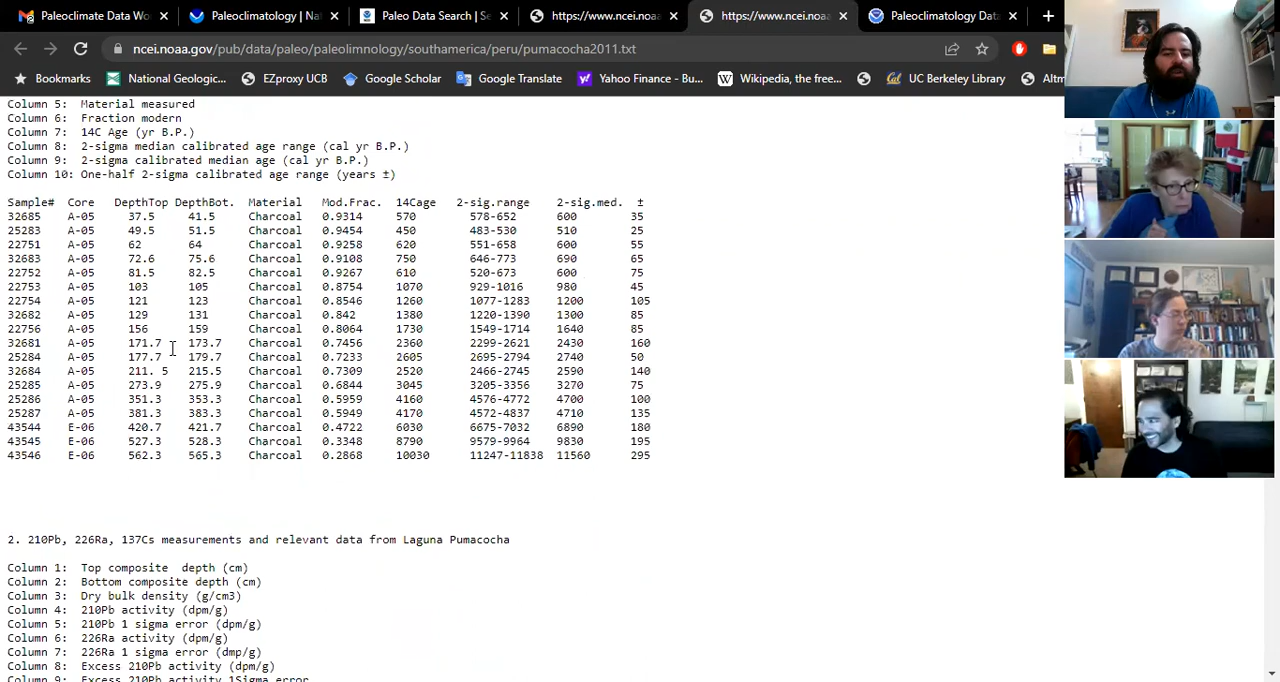 Paleoclimate Data Wo
Paleoclimatology | Na
Paleo Data Search | Se
https://www.ncei.noa
https://www.ncei.noa
Paleoclimatology Dat
ncei.noaa.gov/pub/data/paleo/paleolimnology/southamerica/peru/pumacocha2011.txt
Bookmarks
National Geologic...
EZproxy UCB
Google Scholar
Google Translate
Yahoo Finance - Bu...
Wikipedia, the free...
Cal UC Berkeley Library
Altm
Column 5: Material measured
Column 6: Fraction modern
Column 7: 14C Age (yr B.P.)
Column 8: 2-sigma median calibrated age range (cal yr B.P.)
Column 9: 2-sigma calibrated median age (cal yr B.P.)
Column 10: One-half 2-sigma calibrated age range (years ±)
Sample# Core DepthTop DepthBot. Material Mod.Frac. 14Cage 2-sig.range 2-sig.med. ±
32685 A-05 37.5 41.5 Charcoal 0.9314 570 578-652 600 35
25283 A-05 49.5 51.5 Charcoal 0.9454 450 483-530 510 25
22751 A-05 62 64 Charcoal 0.9258 620 551-658 600 55
32683 A-05 72.6 75.6 Charcoal 0.9108 750 646-773 690 65
22752 A-05 81.5 82.5 Charcoal 0.9267 610 520-673 600 75
22753 A-05 103 105 Charcoal 0.8754 1070 929-1016 980 45
22754 A-05 121 123 Charcoal 0.8546 1260 1077-1283 1200 105
32682 A-05 129 131 Charcoal 0.842 1380 1220-1390 1300 85
22756 A-05 156 159 Charcoal 0.8064 1730 1549-1714 1640 85
32681 A-05 171.7 173.7 Charcoal 0.7456 2360 2299-2621 2430 160
25284 A-05 177.7 179.7 Charcoal 0.7233 2605 2695-2794 2740 50
32684 A-05 211. 5 215.5 Charcoal 0.7309 2520 2466-2745 2590 140
25285 A-05 273.9 275.9 Charcoal 0.6844 3045 3205-3356 3270 75
25286 A-05 351.3 353.3 Charcoal 0.5959 4160 4576-4772 4700 100
25287 A-05 381.3 383.3 Charcoal 0.5949 4170 4572-4837 4710 135
43544 E-06 420.7 421.7 Charcoal 0.4722 6030 6675-7032 6890 180
43545 E-06 527.3 528.3 Charcoal 0.3348 8790 9579-9964 9830 195
43546 E-06 562.3 565.3 Charcoal 0.2868 10030 11247-11838 11560 295
2. 210Pb, 226Ra, 137Cs measurements and relevant data from Laguna Pumacocha
Column 1: Top composite depth (cm)
Column 2: Bottom composite depth (cm)
Column 3: Dry bulk density (g/cm3)
Column 4: 210Pb activity (dpm/g)
Column 5: 210Pb 1 sigma error (dpm/g)
Column 6: 226Ra activity (dpm/g)
Column 7: 226Ra 1 sigma error (dmp/g)
Column 8: Excess 210Pb activity (dpm/g)
Column 9: Excess 210Pb activity 1Sigma error